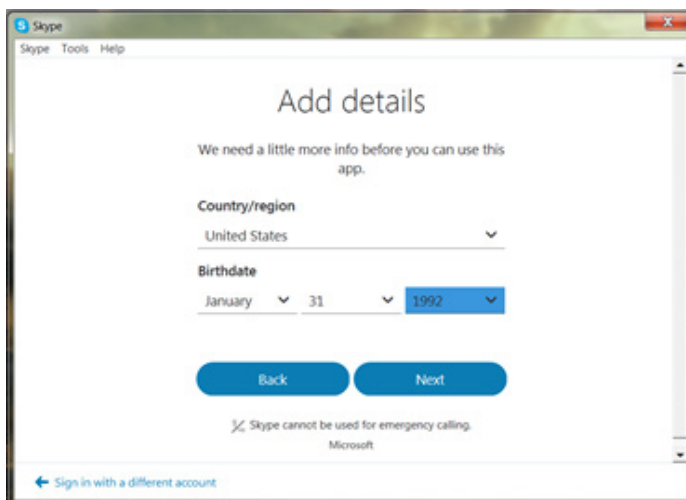 Skype
Skype Tools Help
Add details
We need a little more info before you can use this
app.
Country/region
United States
Birthdate
January 31 1992
Back Next
Skype cannot be used for emergency calling.
Microsoft
Sign in with a different account